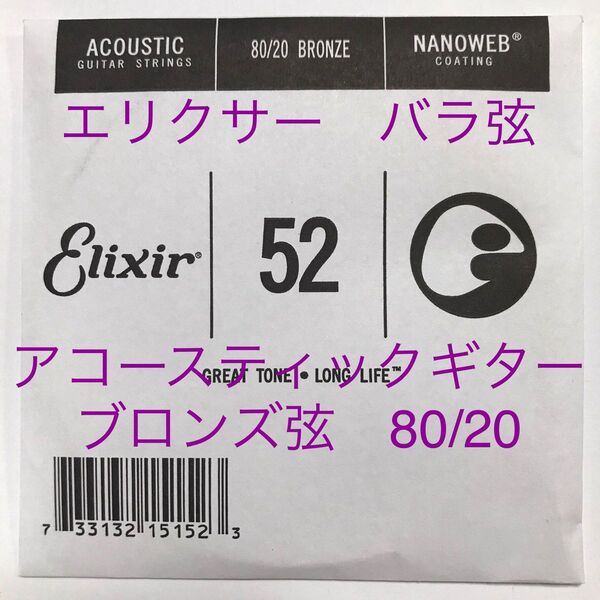 ACOUSTIC
GUITAR STRINGS
80/20 BRONZE
NANOWEB®
COATING
エリクサー　バラ弦
Elixir®
52
アコースティックギター
GREAT TONE • LONG LIFE™
ブロンズ弦　80/20
7 33132 15152 3